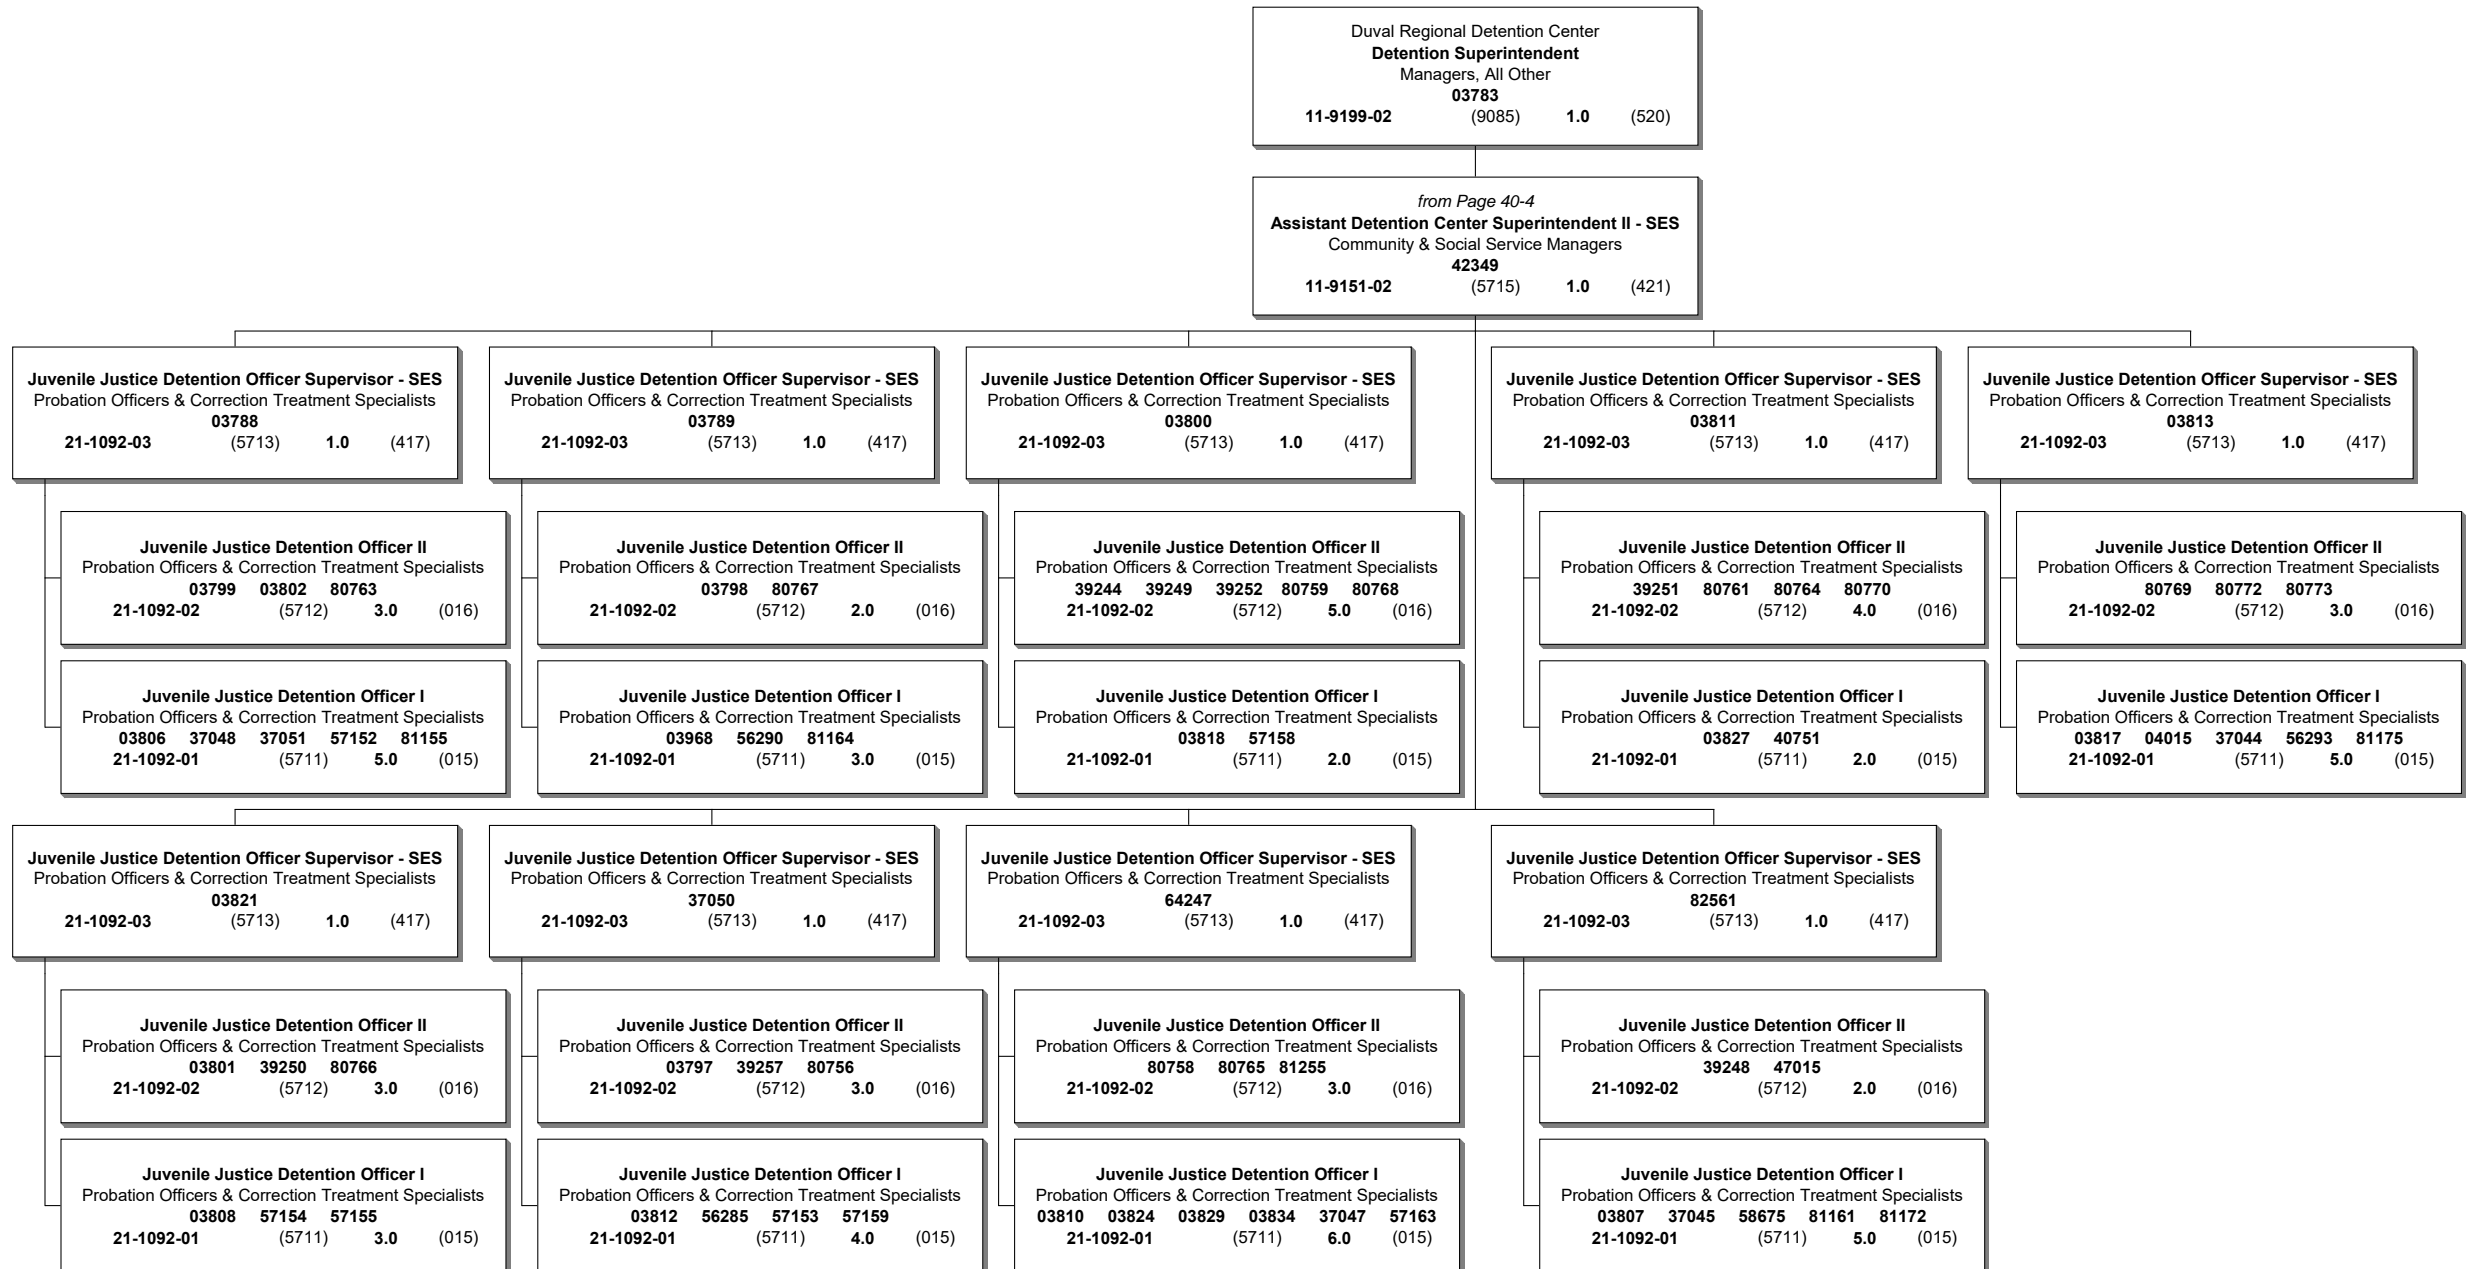 Duval Regional Detention Center
Detention Superintendent
Managers, All Other
03783
11-9199-02 (9085) 1.0 (520)
from Page 40-4
Assistant Detention Center Superintendent II - SES
Community & Social Service Managers
42349
11-9151-02 (5715) 1.0 (421)
Juvenile Justice Detention Officer Supervisor - SES
Probation Officers & Correction Treatment Specialists
03788
21-1092-03 (5713) 1.0 (417)
Juvenile Justice Detention Officer II
Probation Officers & Correction Treatment Specialists
03799 03802 80763
21-1092-02 (5712) 3.0 (016)
Juvenile Justice Detention Officer I
Probation Officers & Correction Treatment Specialists
03806 37048 37051 57152 81155
21-1092-01 (5711) 5.0 (015)
Juvenile Justice Detention Officer Supervisor - SES
Probation Officers & Correction Treatment Specialists
03789
21-1092-03 (5713) 1.0 (417)
Juvenile Justice Detention Officer II
Probation Officers & Correction Treatment Specialists
03798 80767
21-1092-02 (5712) 2.0 (016)
Juvenile Justice Detention Officer I
Probation Officers & Correction Treatment Specialists
03968 56290 81164
21-1092-01 (5711) 3.0 (015)
Juvenile Justice Detention Officer Supervisor - SES
Probation Officers & Correction Treatment Specialists
03800
21-1092-03 (5713) 1.0 (417)
Juvenile Justice Detention Officer II
Probation Officers & Correction Treatment Specialists
39244 39249 39252 80759 80768
21-1092-02 (5712) 5.0 (016)
Juvenile Justice Detention Officer I
Probation Officers & Correction Treatment Specialists
03818 57158
21-1092-01 (5711) 2.0 (015)
Juvenile Justice Detention Officer Supervisor - SES
Probation Officers & Correction Treatment Specialists
03811
21-1092-03 (5713) 1.0 (417)
Juvenile Justice Detention Officer II
Probation Officers & Correction Treatment Specialists
39251 80761 80764 80770
21-1092-02 (5712) 4.0 (016)
Juvenile Justice Detention Officer I
Probation Officers & Correction Treatment Specialists
03827 40751
21-1092-01 (5711) 2.0 (015)
Juvenile Justice Detention Officer Supervisor - SES
Probation Officers & Correction Treatment Specialists
03813
21-1092-03 (5713) 1.0 (417)
Juvenile Justice Detention Officer II
Probation Officers & Correction Treatment Specialists
80769 80772 80773
21-1092-02 (5712) 3.0 (016)
Juvenile Justice Detention Officer I
Probation Officers & Correction Treatment Specialists
03817 04015 37044 56293 81175
21-1092-01 (5711) 5.0 (015)
Juvenile Justice Detention Officer Supervisor - SES
Probation Officers & Correction Treatment Specialists
03821
21-1092-03 (5713) 1.0 (417)
Juvenile Justice Detention Officer II
Probation Officers & Correction Treatment Specialists
03801 39250 80766
21-1092-02 (5712) 3.0 (016)
Juvenile Justice Detention Officer I
Probation Officers & Correction Treatment Specialists
03808 57154 57155
21-1092-01 (5711) 3.0 (015)
Juvenile Justice Detention Officer Supervisor - SES
Probation Officers & Correction Treatment Specialists
37050
21-1092-03 (5713) 1.0 (417)
Juvenile Justice Detention Officer II
Probation Officers & Correction Treatment Specialists
03797 39257 80756
21-1092-02 (5712) 3.0 (016)
Juvenile Justice Detention Officer I
Probation Officers & Correction Treatment Specialists
03812 56285 57153 57159
21-1092-01 (5711) 4.0 (015)
Juvenile Justice Detention Officer Supervisor - SES
Probation Officers & Correction Treatment Specialists
64247
21-1092-03 (5713) 1.0 (417)
Juvenile Justice Detention Officer II
Probation Officers & Correction Treatment Specialists
80758 80765 81255
21-1092-02 (5712) 3.0 (016)
Juvenile Justice Detention Officer I
Probation Officers & Correction Treatment Specialists
03810 03824 03829 03834 37047 57163
21-1092-01 (5711) 6.0 (015)
Juvenile Justice Detention Officer Supervisor - SES
Probation Officers & Correction Treatment Specialists
82561
21-1092-03 (5713) 1.0 (417)
Juvenile Justice Detention Officer II
Probation Officers & Correction Treatment Specialists
39248 47015
21-1092-02 (5712) 2.0 (016)
Juvenile Justice Detention Officer I
Probation Officers & Correction Treatment Specialists
03807 37045 58675 81161 81172
21-1092-01 (5711) 5.0 (015)